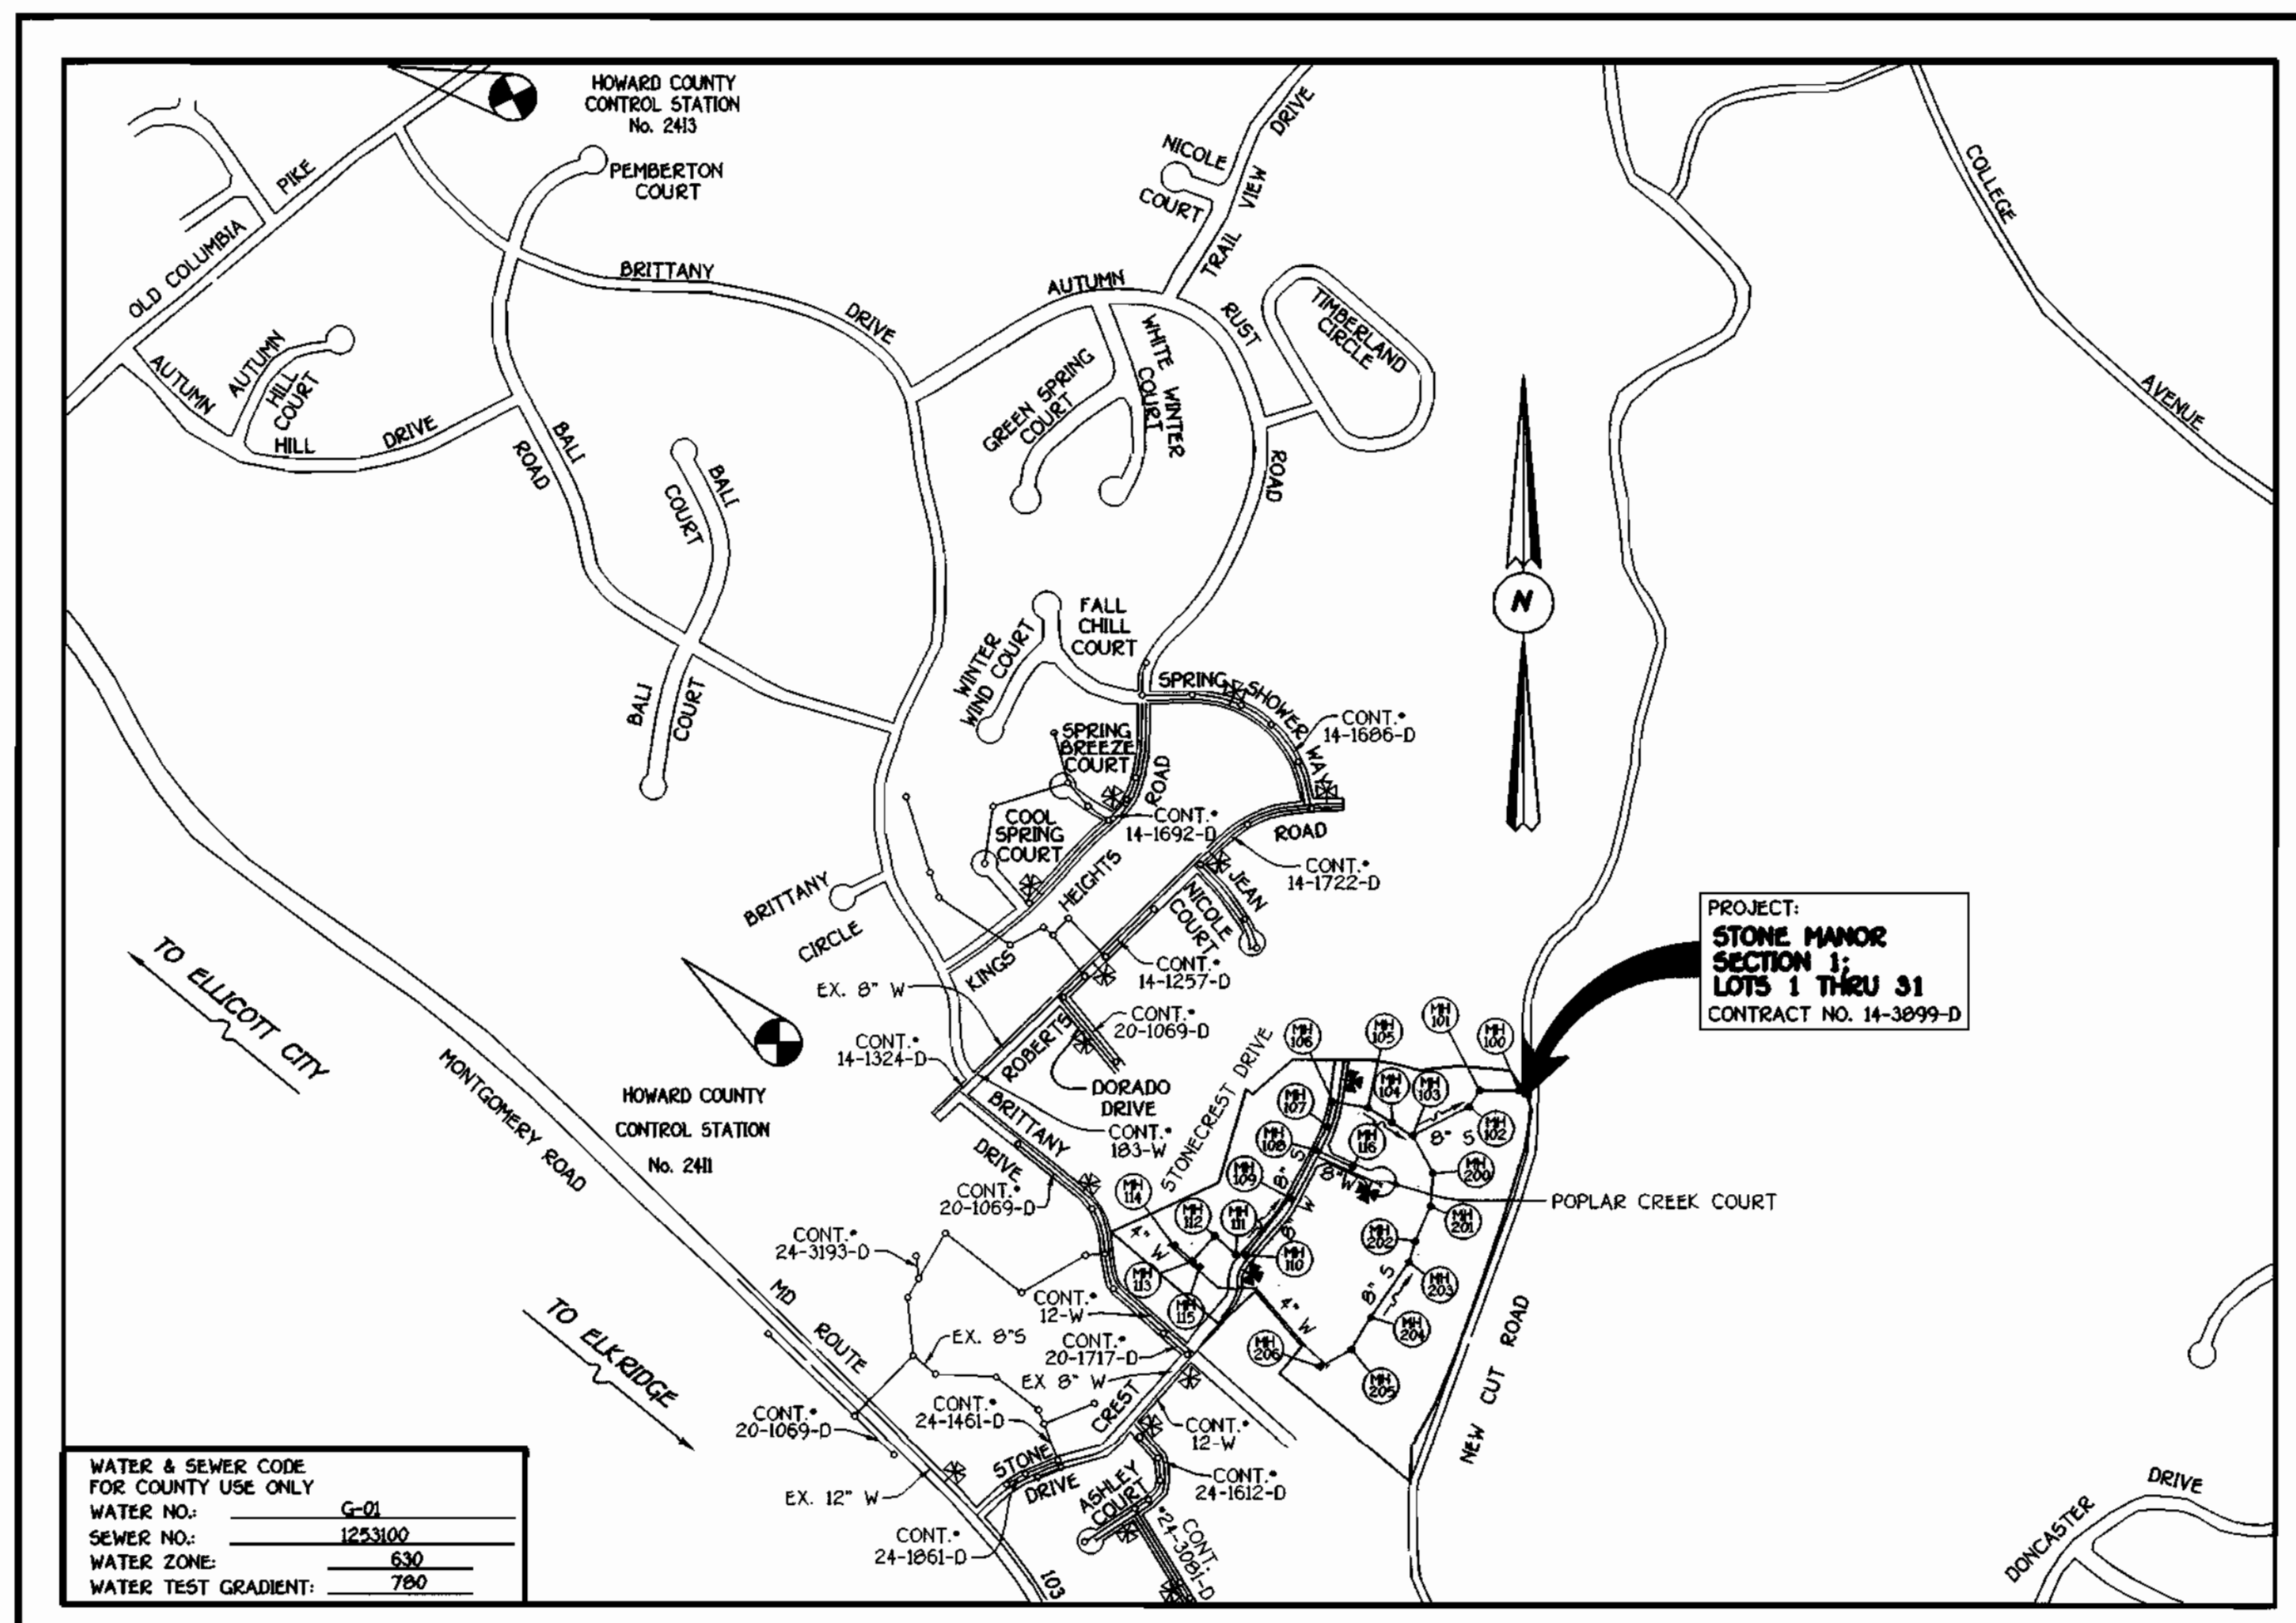 HOWARD COUNTY
CONTROL STATION
No. 2413
PEMBERTON
COURT
OLD COLUMBIA PIKE
NICOLE
COURT
TRAIL VIEW DRIVE
COLLEGE AVENUE
BRITTANY DRIVE
AUTUMN RUST ROAD
TIMBERLAND
CIRCLE
WHITE WINTER
COURT
GREEN SPRING
COURT
AUTUMN HILL DRIVE
AUTUMN
HILL
COURT
BALI ROAD
BALI
COURT
BALI
COURT
N
FALL
CHILL
COURT
WINTER
WIND COURT
SPRING SHOWER WAY
CONT.*
14-1686-D
SPRING
BREEZE
COURT
ROAD
COOL
SPRING
COURT
CONT.*
14-1692-D
ROAD
CONT.*
14-1722-D
KINGS HEIGHTS
JEAN
NICOLE
COURT
BRITTANY
CIRCLE
EX. 8" W
CONT.*
14-1257-D
CONT.*
20-1069-D
CONT.*
14-1324-D
ROBERTS
DORADO
DRIVE
CONT.*
183-W
BRITTANY
DRIVE
CONT.*
20-1069-D
TO ELLICOTT CITY
MONTGOMERY ROAD
HOWARD COUNTY
CONTROL STATION
No. 2411
PROJECT:
STONE MANOR
SECTION 1;
LOTS 1 THRU 31
CONTRACT NO. 14-3899-D
STONECREST DRIVE
MH
106
MH
105
MH
101
MH
100
MH
107
MH
104
MH
103
MH
108
MH
116
8" S
MH
102
MH
109
8" S
8" W
MH
200
MH
114
POPLAR CREEK COURT
MH
112
MH
111
8" W
MH
201
4" W
MH
202
MH
110
MH
113
MH
115
8" S
MH
203
4" W
MH
204
MH
206
MH
205
NEW CUT ROAD
CONT.*
24-3193-D
MD ROUTE 103
TO ELKRIDGE
CONT.*
12-W
EX. 8"S
CONT.*
20-1717-D
EX 8" W
CONT.*
24-1461-D
CONT.*
20-1069-D
STONE CREST
DRIVE
CONT.*
12-W
EX. 12" W
ASHLEY
COURT
CONT.*
24-1612-D
CONT.
*24-3081-D
CONT.*
24-1861-D
DONCASTER DRIVE
WATER & SEWER CODE
FOR COUNTY USE ONLY
WATER NO.: G-01
SEWER NO.: 1253100
WATER ZONE: 630
WATER TEST GRADIENT: 780